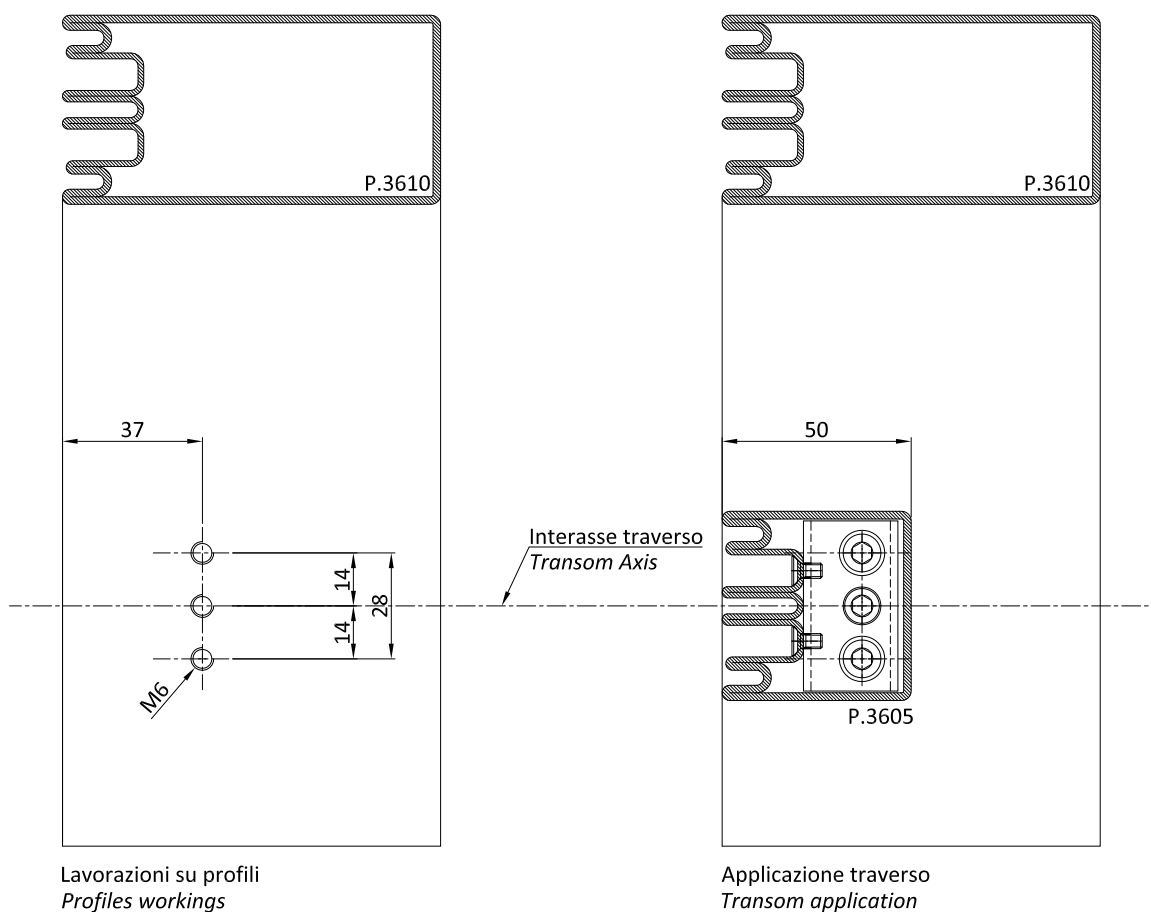 P.3610
P.3610
37
50
Interasse traverso
Transom Axis
14
28
14
M6
P.3605
Lavorazioni su profili
Profiles workings
Applicazione traverso
Transom application